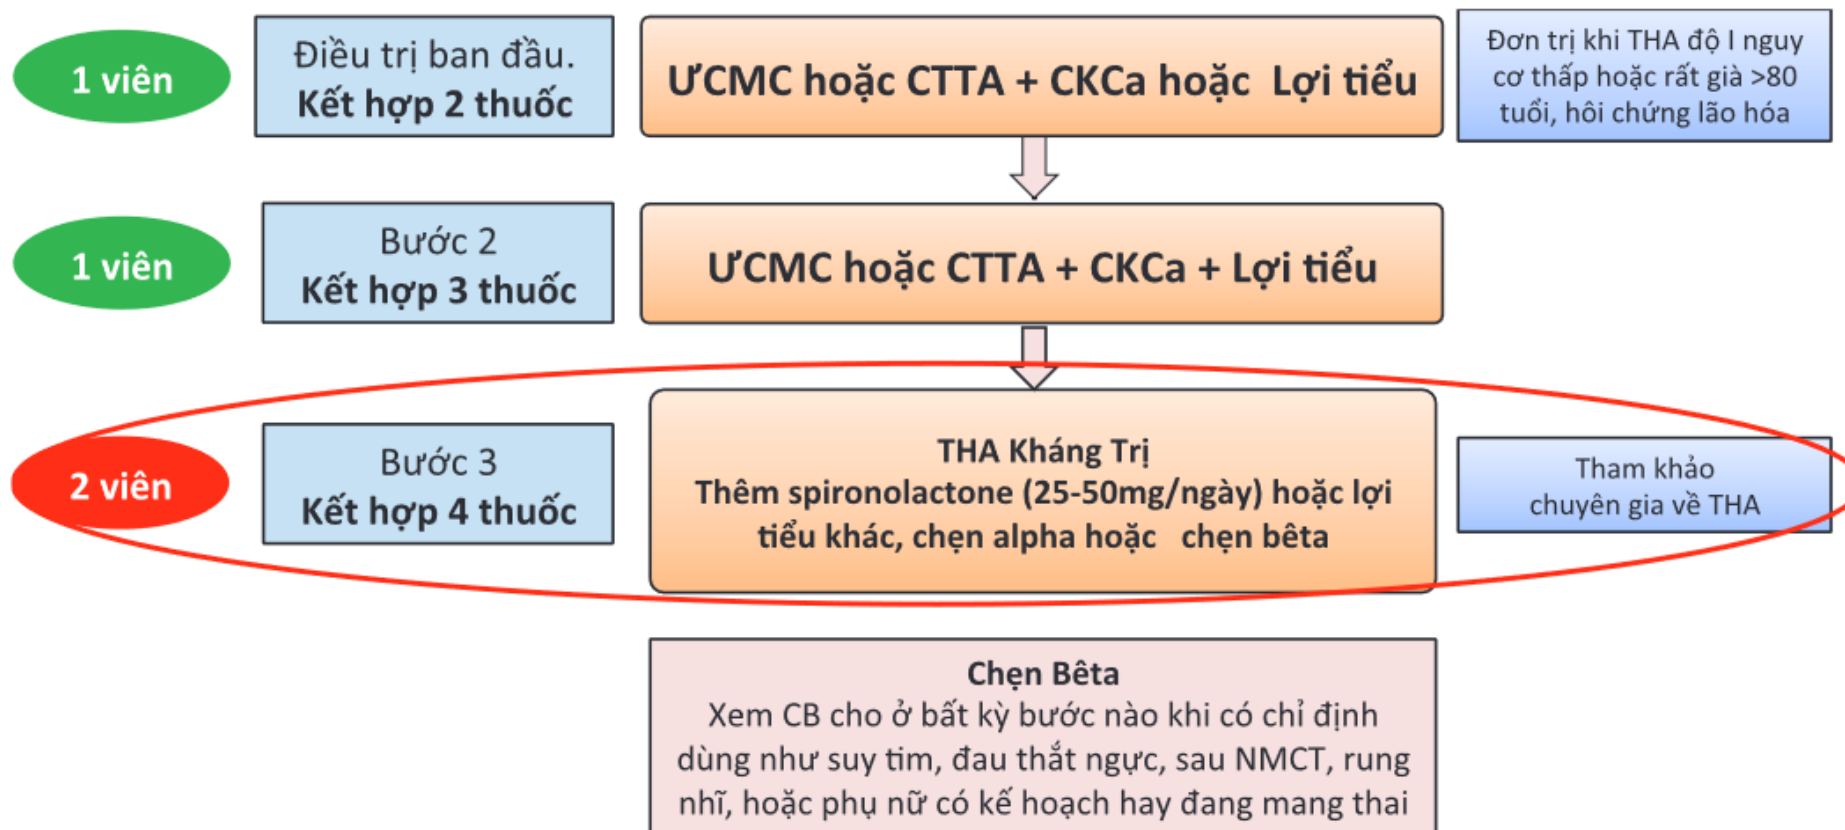 1 viên
Điều trị ban đầu.
Kết hợp 2 thuốc
ƯCMC hoặc CTTA + CKCa hoặc Lợi tiểu
Đơn trị khi THA độ I nguy
cơ thấp hoặc rất già >80
tuổi, hôi chứng lão hóa
1 viên
Bước 2
Kết hợp 3 thuốc
ƯCMC hoặc CTTA + CKCa + Lợi tiểu
2 viên
Bước 3
Kết hợp 4 thuốc
THA Kháng Trị
Thêm spironolactone (25-50mg/ngày) hoặc lợi
tiểu khác, chẹn alpha hoặc chẹn bêta
Tham khảo
chuyên gia về THA
Chẹn Bêta
Xem CB cho ở bất kỳ bước nào khi có chỉ định
dùng như suy tim, đau thắt ngực, sau NMCT, rung
nhĩ, hoặc phụ nữ có kế hoạch hay đang mang thai